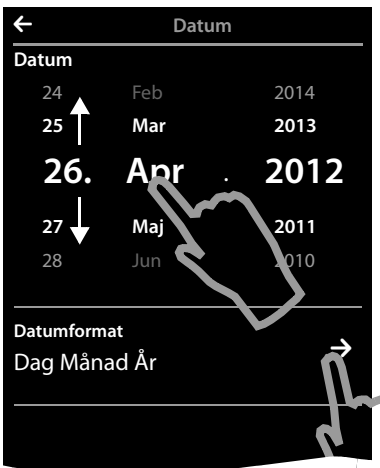 Datum
Datum
24 Feb 2014
25 Mar 2013
26. Apr . 2012
27 Maj 2011
28 Jun 2010
Datumformat
Dag Månad År